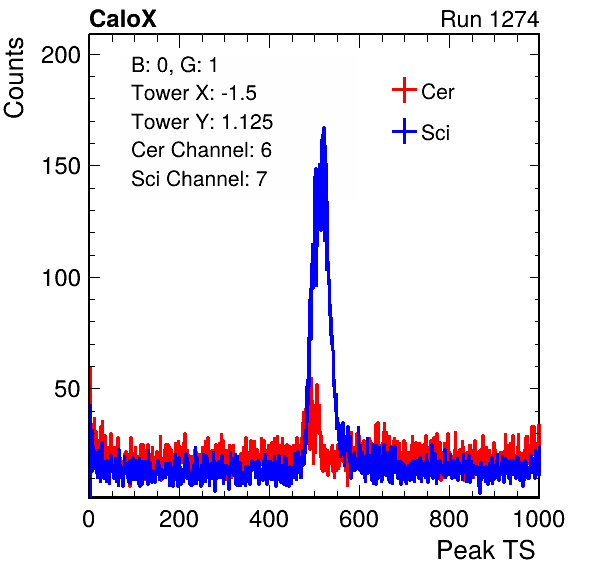 CaloX Run 1274
Counts
200
150
100
50
B: 0, G: 1
Tower X: -1.5
Tower Y: 1.125
Cer Channel: 6
Sci Channel: 7
Cer
Sci
0 200 400 600 800 1000
Peak TS